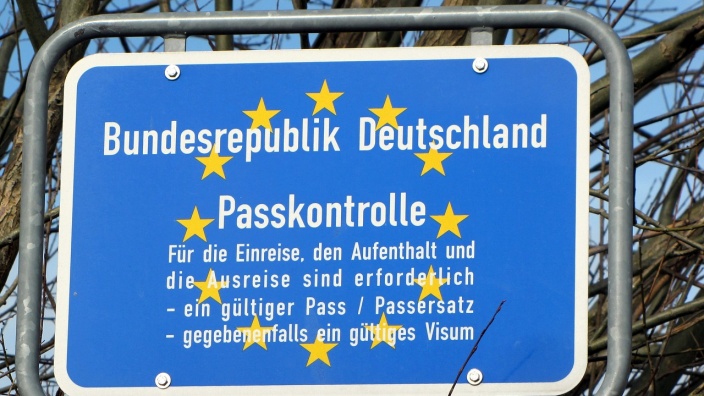 Bundesrepublik Deutschland
Passkontrolle
Für die Einreise, den Aufenthalt und
die Ausreise sind erforderlich
- ein gültiger Pass / Passersatz
- gegebenenfalls ein gültiges Visum